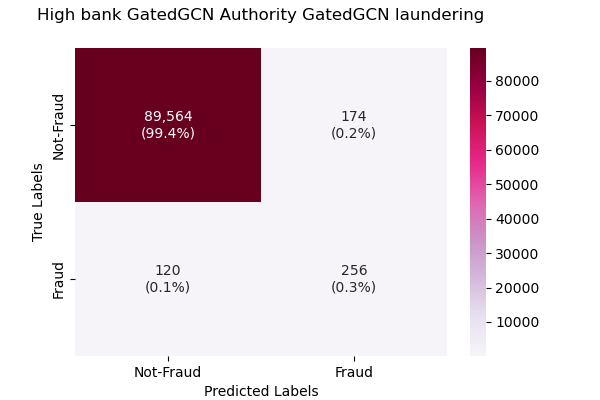 High bank GatedGCN Authority GatedGCN laundering
True Labels
Not-Fraud
89,564
(99.4%)
174
(0.2%)
Fraud
120
(0.1%)
256
(0.3%)
Not-Fraud
Fraud
Predicted Labels
80000
70000
60000
50000
40000
30000
20000
10000